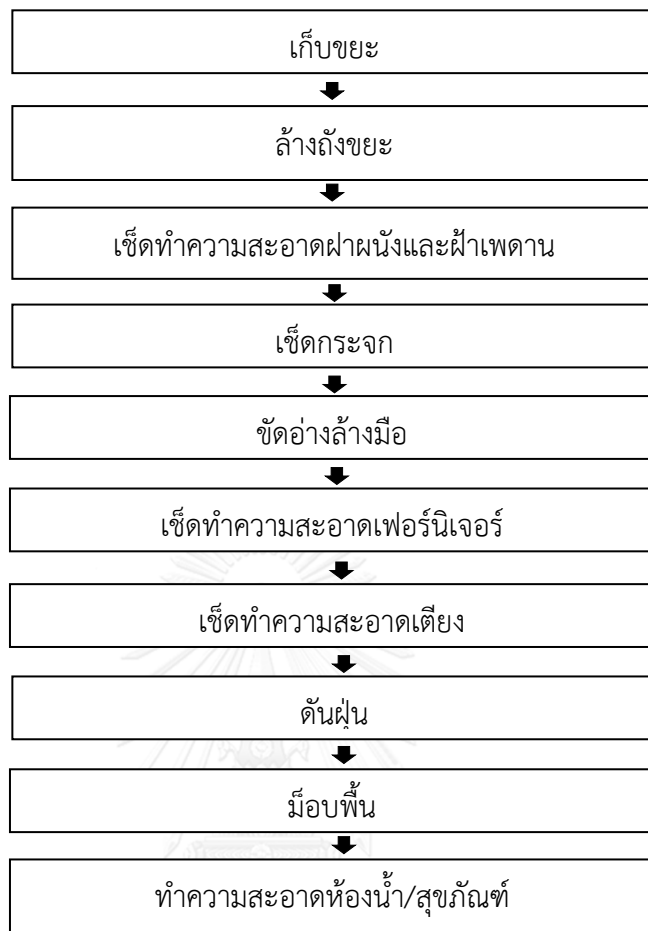 เก็บขยะ
ล้างถังขยะ
เช็ดทำความสะอาดฝาผนังและฝ้าเพดาน
เช็ดกระจก
ขัดอ่างล้างมือ
เช็ดทำความสะอาดเฟอร์นิเจอร์
เช็ดทำความสะอาดเตียง
ดันฝุ่น
ม็อบพื้น
ทำความสะอาดห้องน้ำ/สุขภัณฑ์